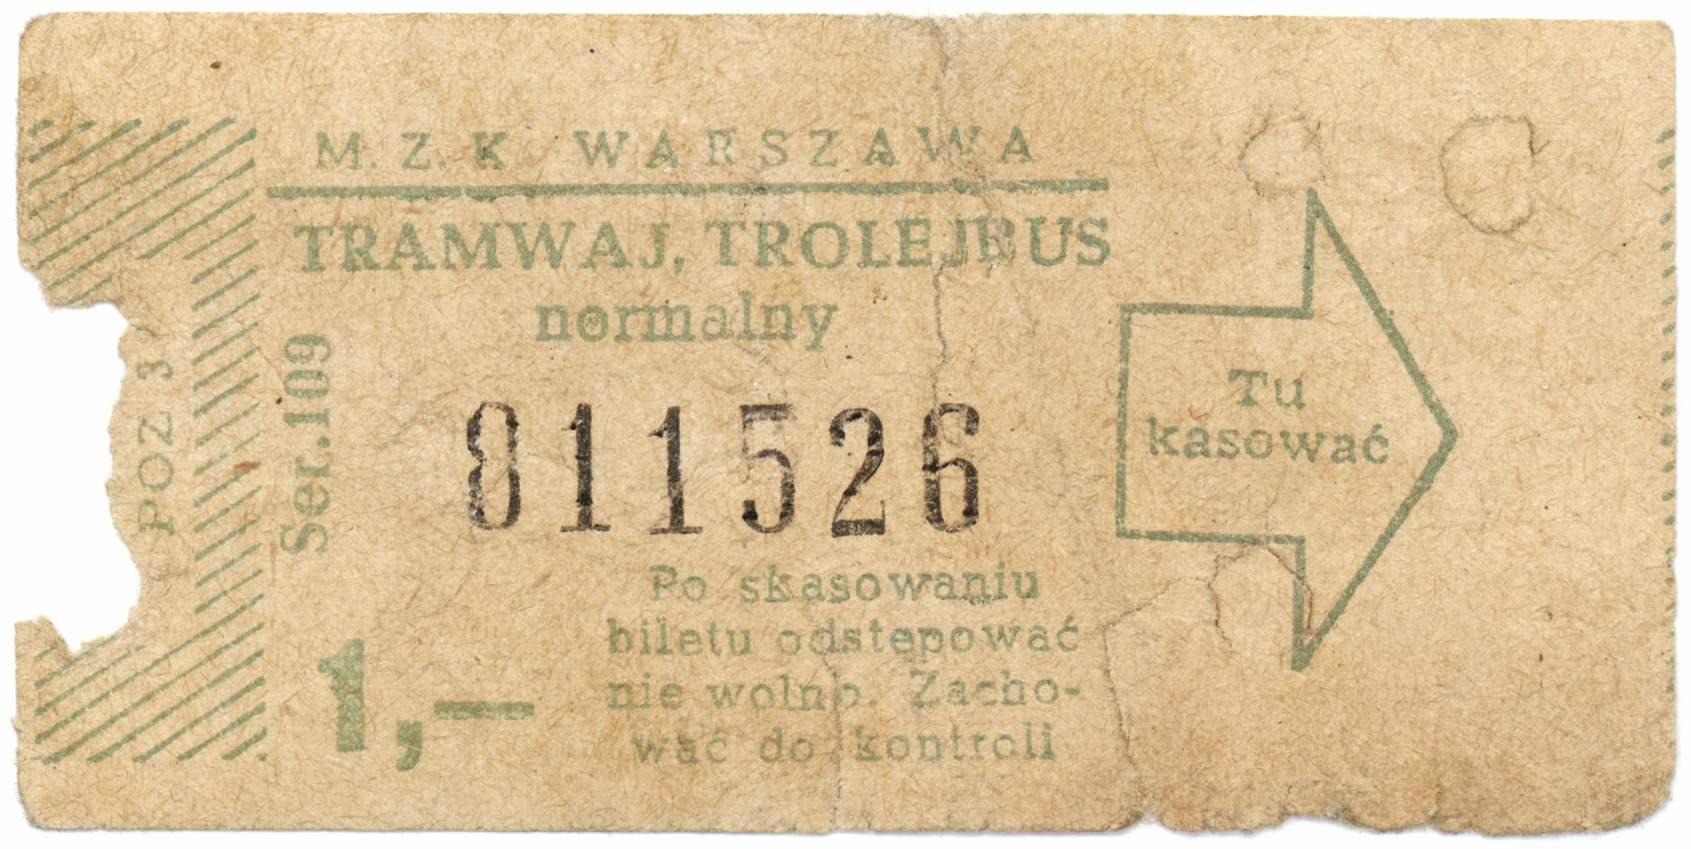 M. Z. K WARSZAWA
TRAMWAJ, TROLEJBUS
normalny
POZ 3
Ser. 109
811526
Tu
kasować
1,—
Po skasowaniu
biletu odstępować
nie wolno. Zacho-
wać do kontroli